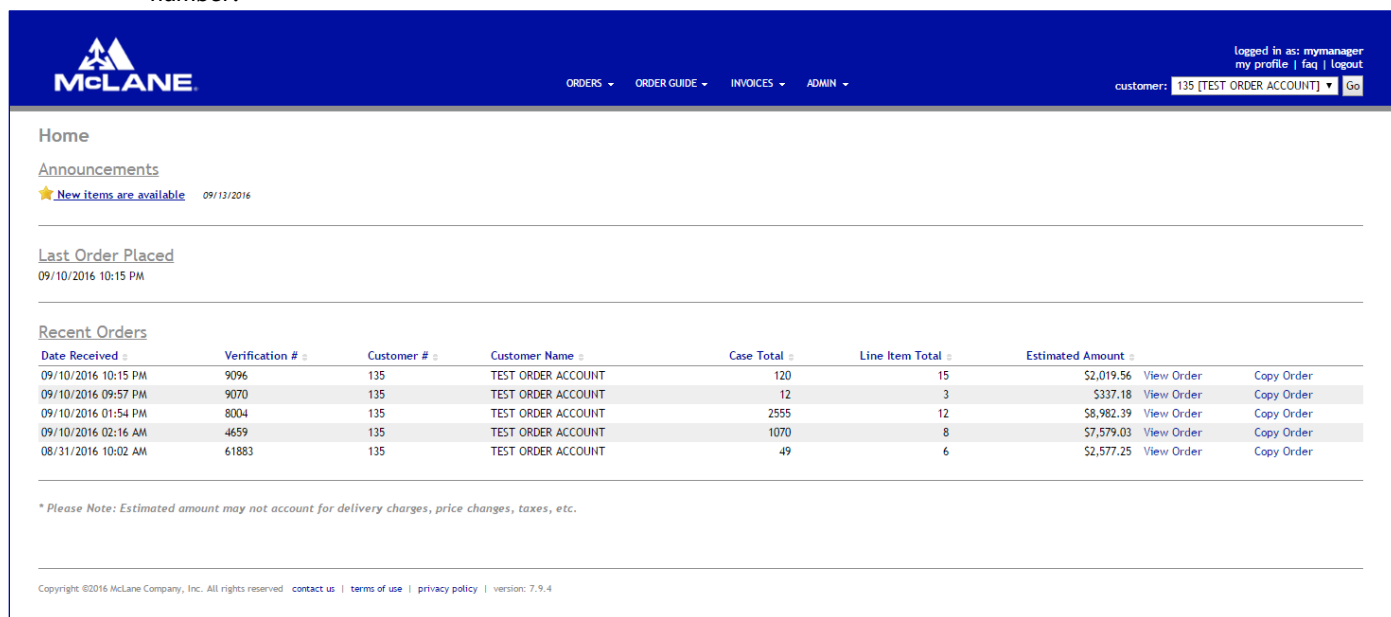 number.
McLANE.
logged in as: mymanager
my profile | faq | logout
ORDERS ORDER GUIDE INVOICES ADMIN
customer: 135 [TEST ORDER ACCOUNT] Go
Home
Announcements
New items are available 09/13/2016
Last Order Placed
09/10/2016 10:15 PM
Recent Orders
Date Received Verification # Customer # Customer Name Case Total Line Item Total Estimated Amount
09/10/2016 10:15 PM 9096 135 TEST ORDER ACCOUNT 120 15 $2,019.56 View Order Copy Order
09/10/2016 09:57 PM 9070 135 TEST ORDER ACCOUNT 12 3 $337.18 View Order Copy Order
09/10/2016 01:54 PM 8004 135 TEST ORDER ACCOUNT 2555 12 $8,982.39 View Order Copy Order
09/10/2016 02:16 AM 4659 135 TEST ORDER ACCOUNT 1070 8 $7,579.03 View Order Copy Order
08/31/2016 10:02 AM 61883 135 TEST ORDER ACCOUNT 49 6 $2,577.25 View Order Copy Order
* Please Note: Estimated amount may not account for delivery charges, price changes, taxes, etc.
Copyright ©2016 McLane Company, Inc. All rights reserved contact us | terms of use | privacy policy | version: 7.9.4